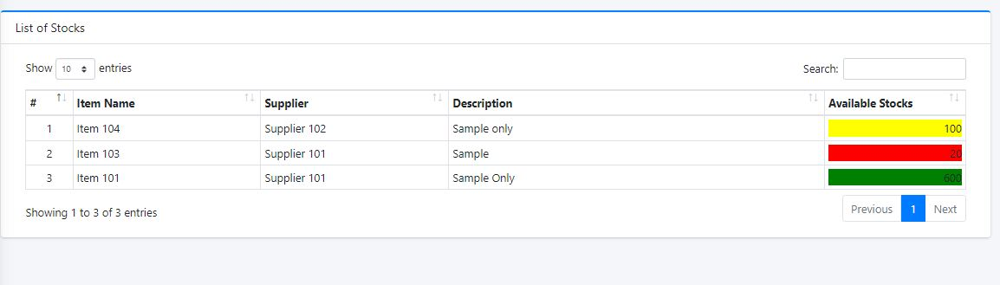 List of Stocks
Show 10 entries Search:
# Item Name Supplier Description Available Stocks
1 Item 104 Supplier 102 Sample only 100
2 Item 103 Supplier 101 Sample 20
3 Item 101 Supplier 101 Sample Only 600
Showing 1 to 3 of 3 entries Previous 1 Next